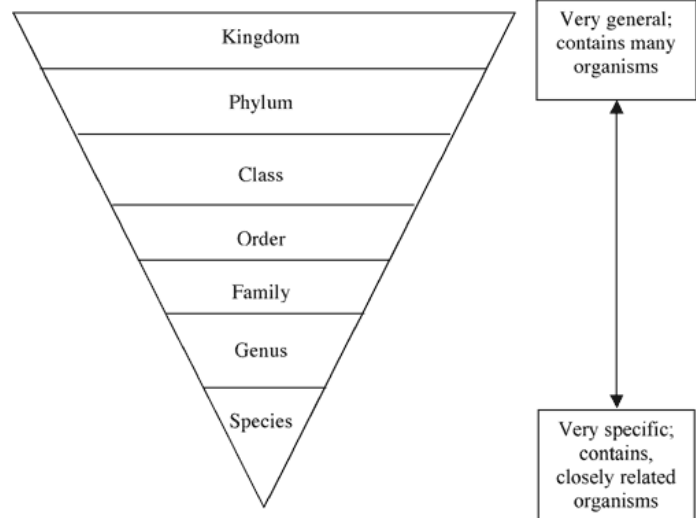 Kingdom
Phylum
Class
Order
Family
Genus
Species
Very general;
contains many
organisms
Very specific;
contains,
closely related
organisms